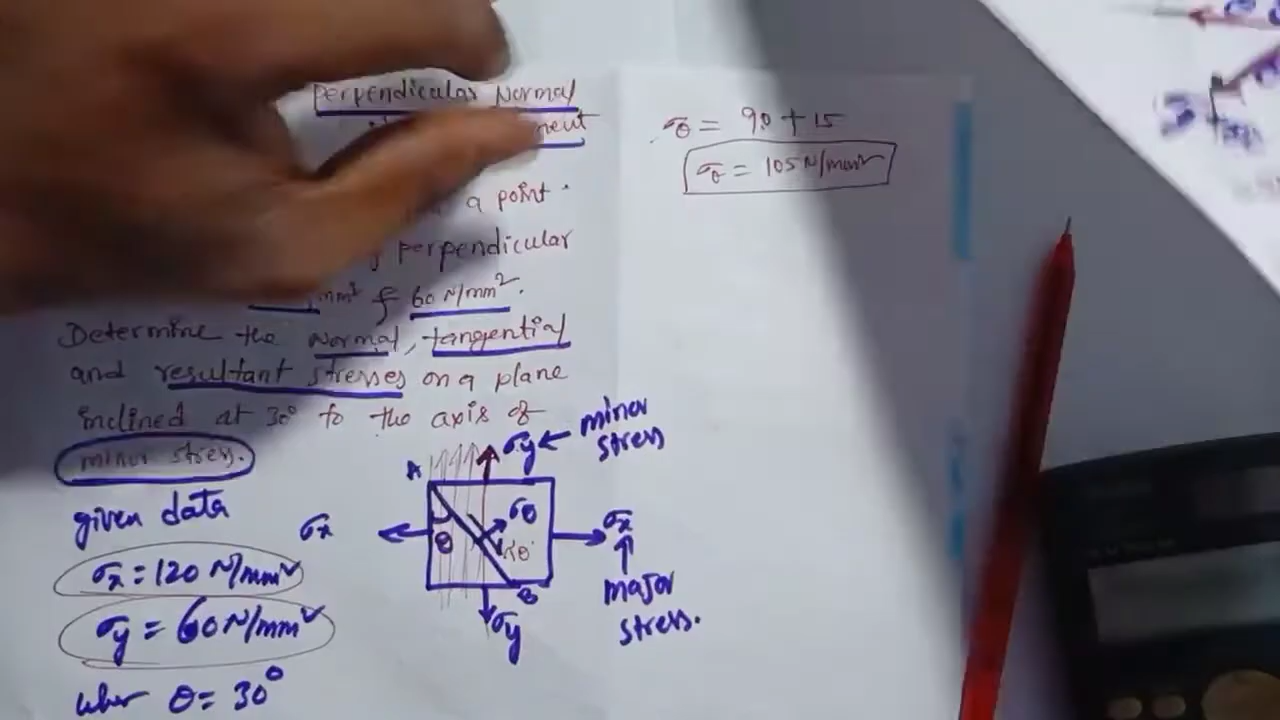 perpendicular Normal
a point
perpendicular
mm² & 60 N/mm².
Determine the Normal, tangential
and resultant stresses on a plane
inclined at 30° to the axis of
minor stress.
given data
σx = 120 N/mm²
σy = 60 N/mm²
when θ = 30°
A
σy ← minor
stress
σx
θ
σθ
σx
B
σy
major
stress.
σθ = 90 + 15
σθ = 105 N/mm²